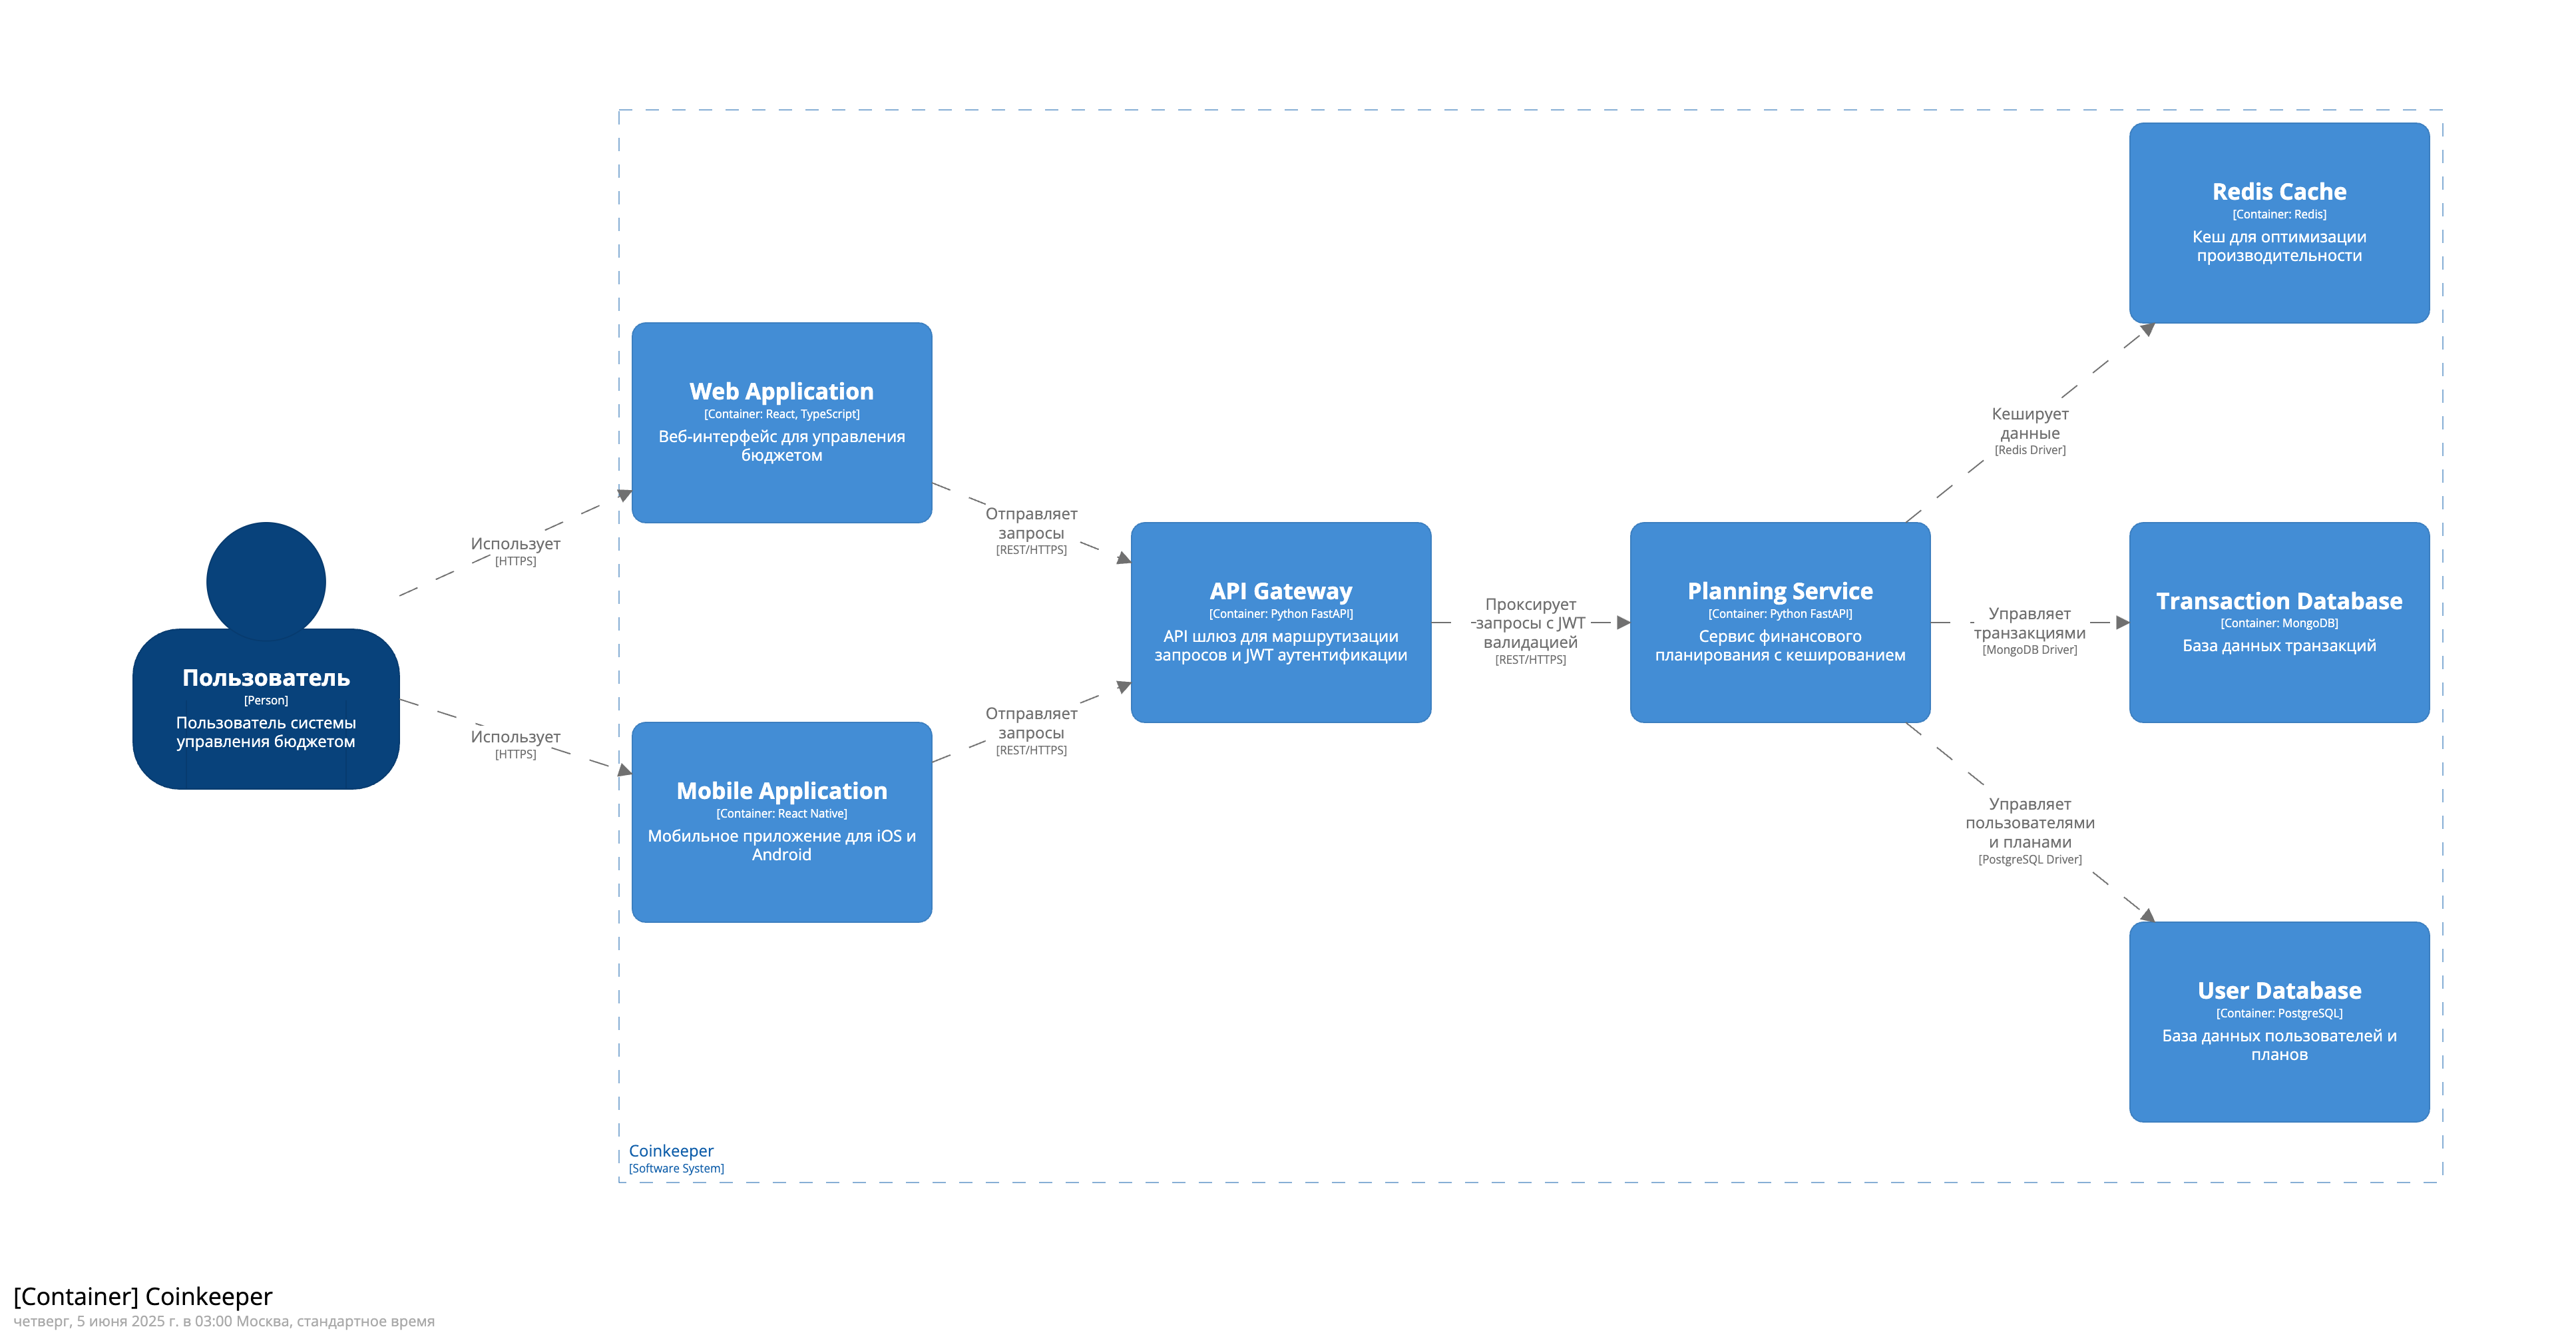 Redis Cache
[Container: Redis]
Кеш для оптимизации
производительности
Web Application
[Container: React, TypeScript]
Веб-интерфейс для управления
бюджетом
Кеширует
данные
[Redis Driver]
Использует
[HTTPS]
Отправляет
запросы
[REST/HTTPS]
Пользователь
[Person]
Пользователь системы
управления бюджетом
API Gateway
[Container: Python FastAPI]
API шлюз для маршрутизации
запросов и JWT аутентификации
Проксирует
запросы с JWT
валидацией
[REST/HTTPS]
Planning Service
[Container: Python FastAPI]
Сервис финансового
планирования с кешированием
Управляет
транзакциями
[MongoDB Driver]
Transaction Database
[Container: MongoDB]
База данных транзакций
Использует
[HTTPS]
Отправляет
запросы
[REST/HTTPS]
Mobile Application
[Container: React Native]
Мобильное приложение для iOS и
Android
Управляет
пользователями
и планами
[PostgreSQL Driver]
User Database
[Container: PostgreSQL]
База данных пользователей и
планов
Coinkeeper
[Software System]
[Container] Coinkeeper
четверг, 5 июня 2025 г. в 03:00 Москва, стандартное время